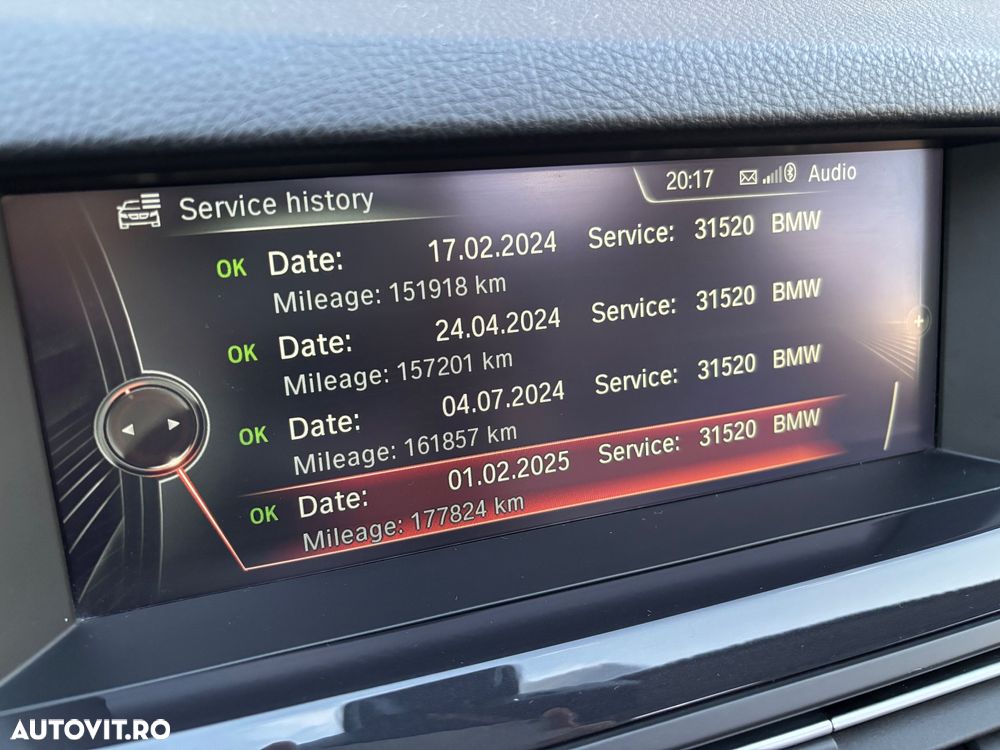 Service history
20:17 Audio
OK Date: 17.02.2024 Service: 31520 BMW
Mileage: 151918 km
OK Date: 24.04.2024 Service: 31520 BMW
Mileage: 157201 km
OK Date: 04.07.2024 Service: 31520 BMW
Mileage: 161857 km
OK Date: 01.02.2025 Service: 31520 BMW
Mileage: 177824 km
AUTOVIT.RO